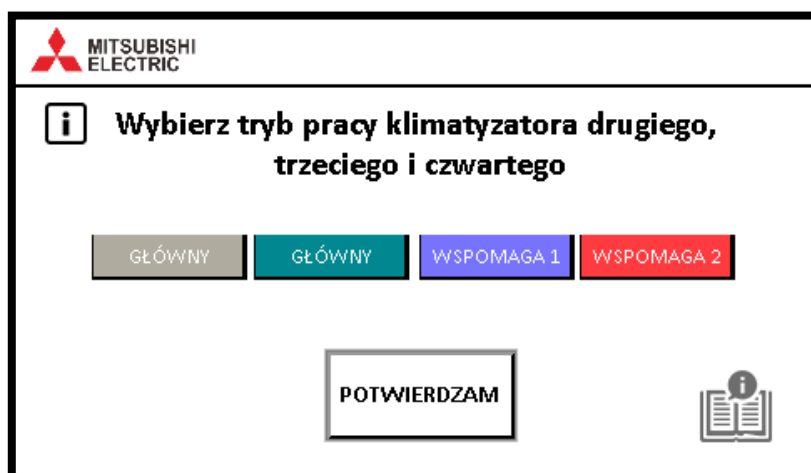 MITSUBISHI
ELECTRIC
Wybierz tryb pracy klimatyzatora drugiego,
trzeciego i czwartego
GŁÓWNY GŁÓWNY WSPOMAGA 1 WSPOMAGA 2
POTWIERDZAM